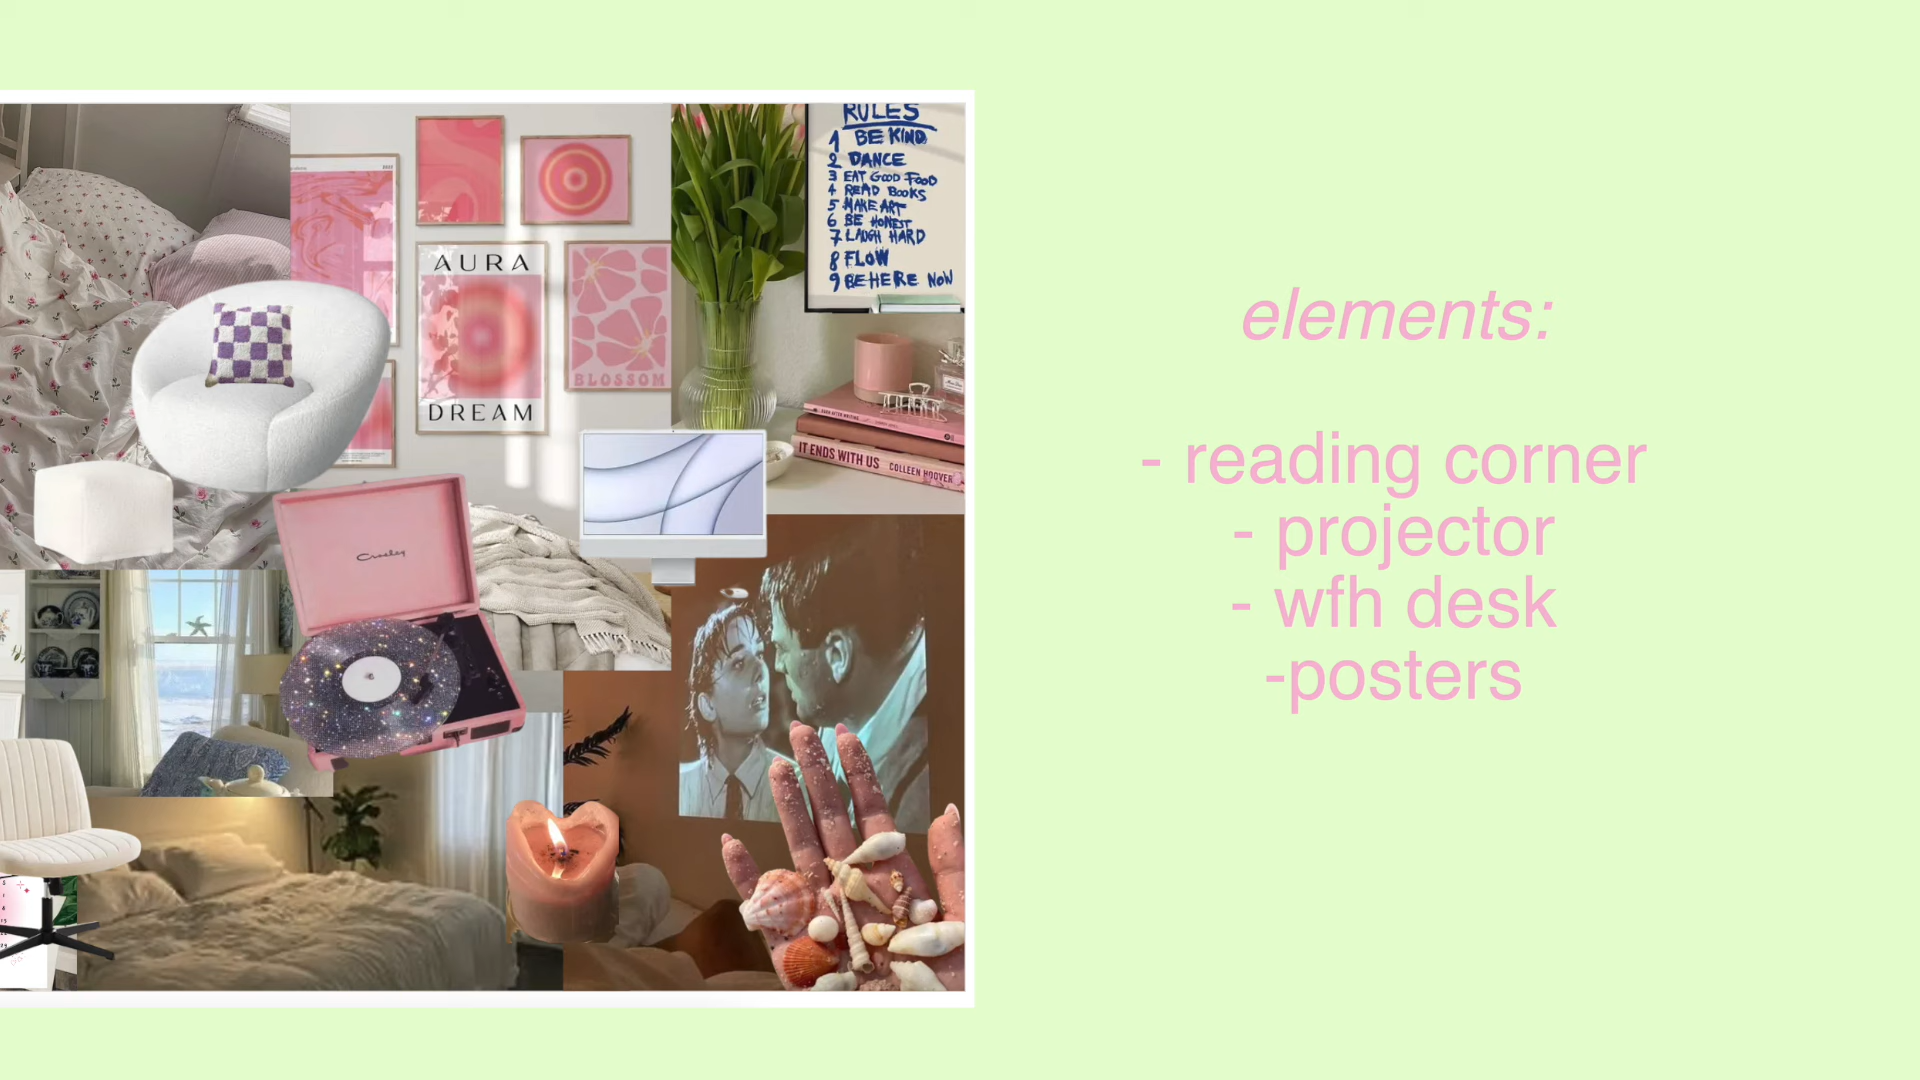 RULES
1 BE KIND
2 DANCE
3 EAT GOOD FOOD
4 READ BOOKS
5 MAKE ART
6 BE HONEST
7 LAUGH HARD
8 FLOW
9 BE HERE NOW
AURA
DREAM
BLOSSOM
IT ENDS WITH US COLLEEN HOOVER
Crosley
elements:
- reading corner
- projector
- wfh desk
-posters